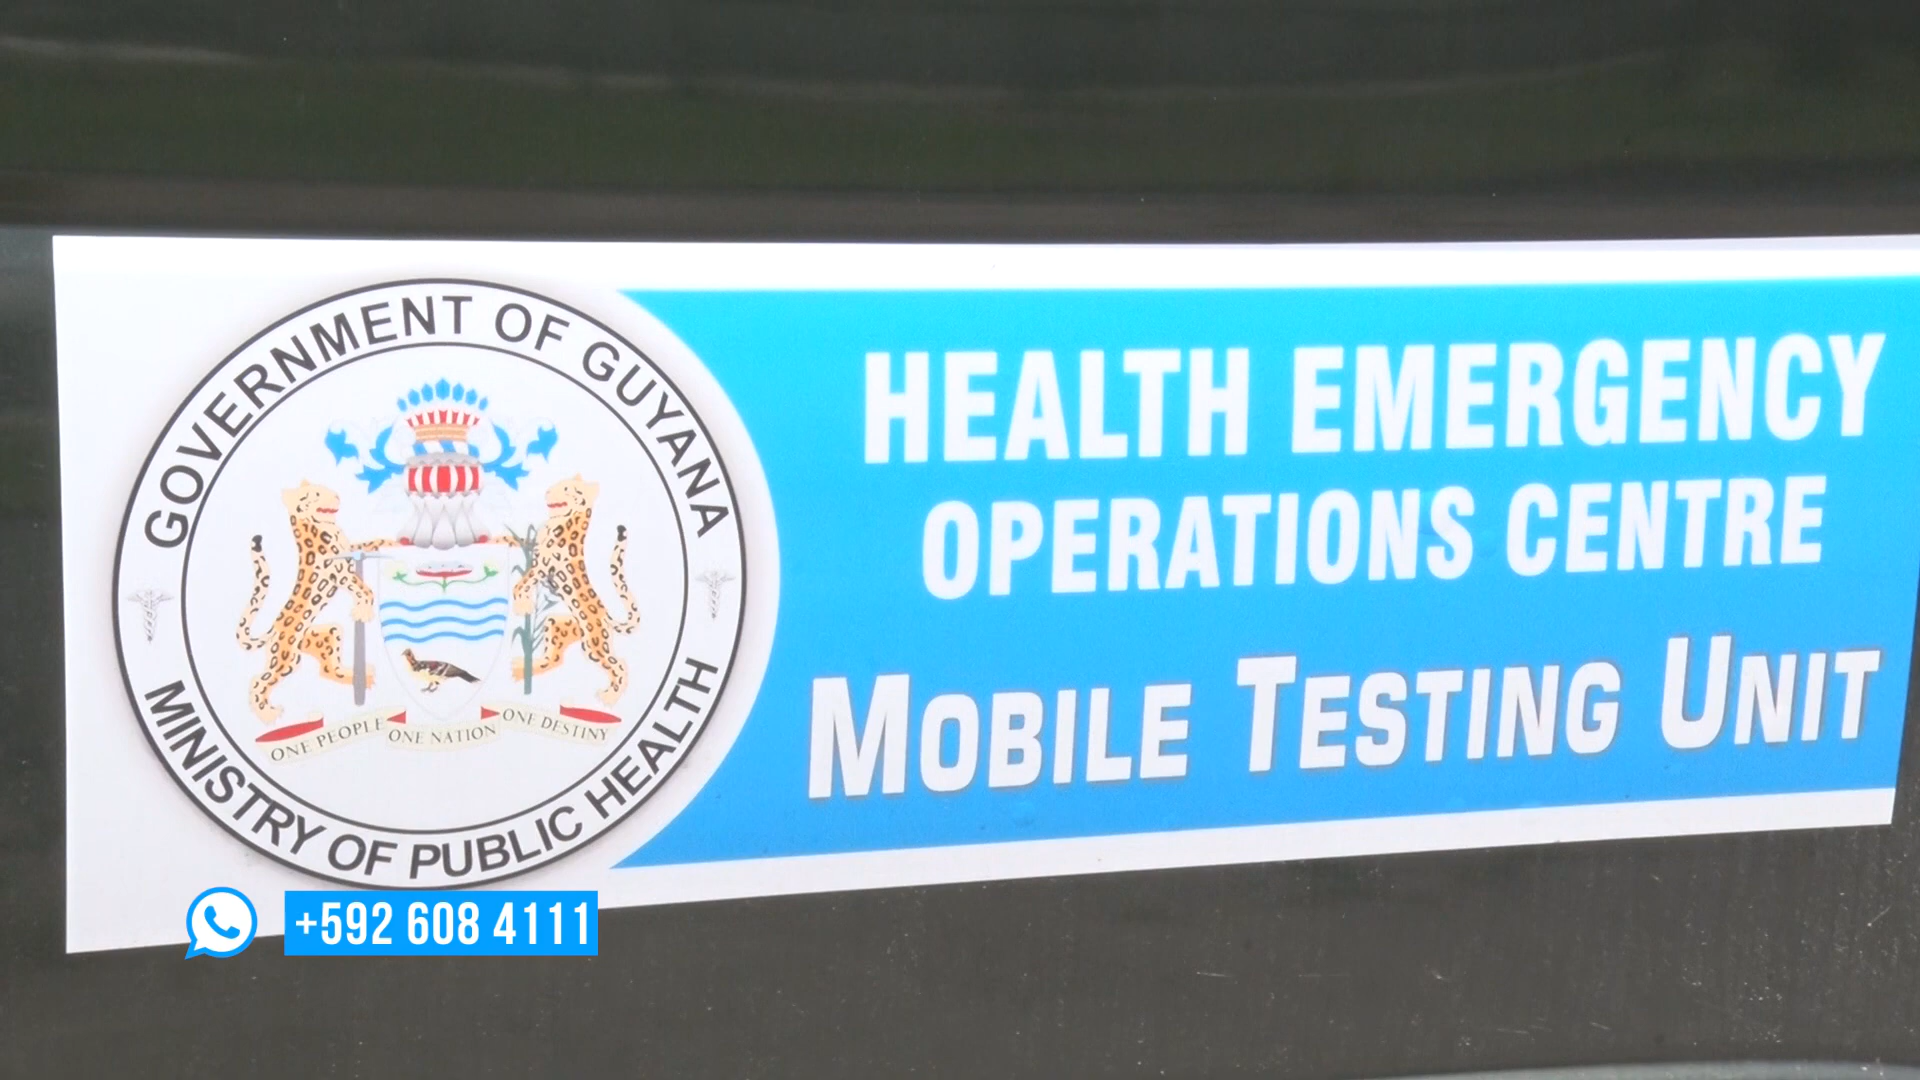 GOVERNMENT OF GUYANA
ONE PEOPLE ONE NATION ONE DESTINY
MINISTRY OF PUBLIC HEALTH
HEALTH EMERGENCY
OPERATIONS CENTRE
MOBILE TESTING UNIT
+592 608 4111